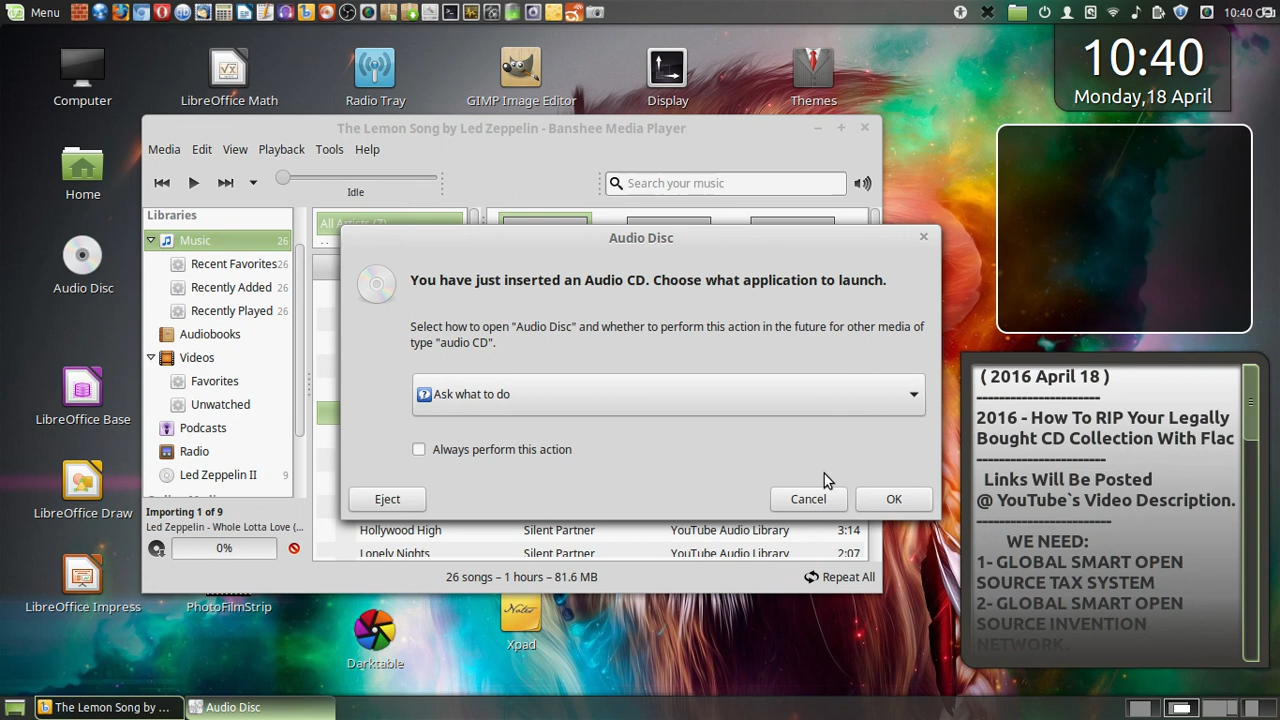 Menu
10:40
Computer
LibreOffice Math
Radio Tray
GIMP Image Editor
Display
Themes
10:40
Monday,18 April
Home
Audio Disc
LibreOffice Base
LibreOffice Draw
LibreOffice Impress
PhotoFilmStrip
Darktable
Xpad
The Lemon Song by Led Zeppelin - Banshee Media Player
Media Edit View Playback Tools Help
Idle
Search your music
Libraries
Music 26
Recent Favorites 26
Recently Added 26
Recently Played 26
Audiobooks
Videos
Favorites
Unwatched
Podcasts
Radio
Led Zeppelin II 9
Importing 1 of 9
Led Zeppelin - Whole Lotta Love (...
0%
All Artists (7)
Audio Disc
You have just inserted an Audio CD. Choose what application to launch.
Select how to open "Audio Disc" and whether to perform this action in the future for other media of
type "audio CD".
Ask what to do
Always perform this action
Eject
Cancel
OK
Hollywood High Silent Partner YouTube Audio Library 3:14
Lonely Nights Silent Partner YouTube Audio Library 2:07
26 songs – 1 hours – 81.6 MB
Repeat All
( 2016 April 18 )
----------------------
2016 - How To RIP Your Legally
Bought CD Collection With Flac
-----------------------
Links Will Be Posted
@ YouTube`s Video Description.
------------------------
WE NEED:
1- GLOBAL SMART OPEN
SOURCE TAX SYSTEM
2- GLOBAL SMART OPEN
SOURCE INVENTION
NETWORK.
The Lemon Song by ...
Audio Disc